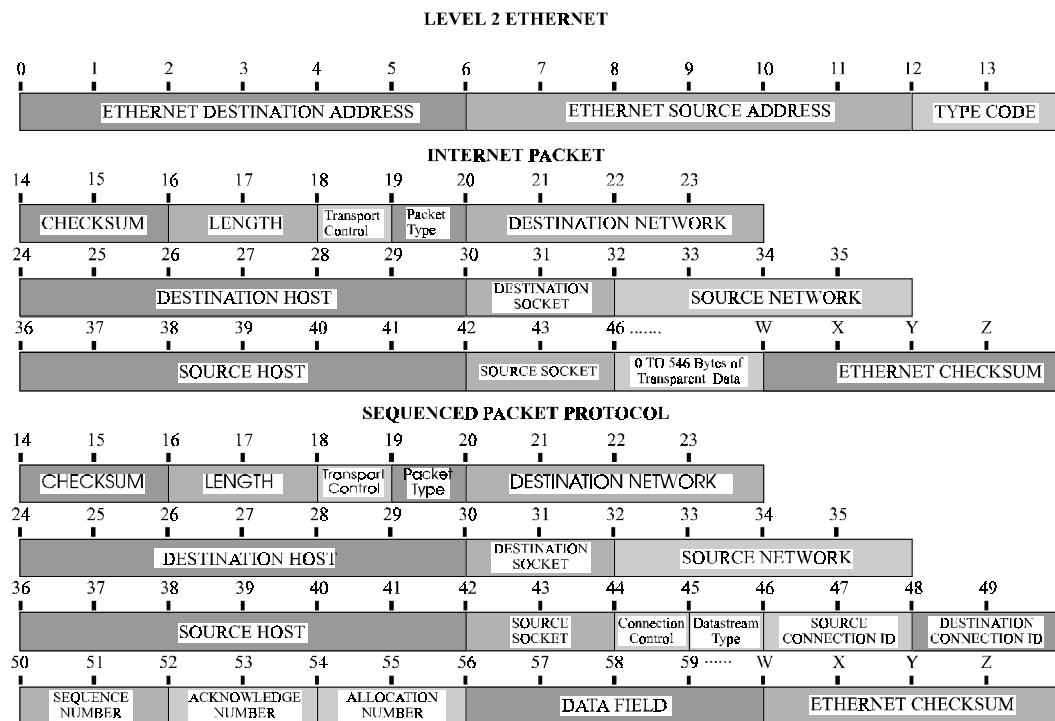 LEVEL 2 ETHERNET
0 1 2 3 4 5 6 7 8 9 10 11 12 13
ETHERNET DESTINATION ADDRESS ETHERNET SOURCE ADDRESS TYPE CODE
INTERNET PACKET
14 15 16 17 18 19 20 21 22 23
CHECKSUM LENGTH Transport Control Packet Type DESTINATION NETWORK
24 25 26 27 28 29 30 31 32 33 34 35
DESTINATION HOST DESTINATION SOCKET SOURCE NETWORK
36 37 38 39 40 41 42 43 46 ....... W X Y Z
SOURCE HOST SOURCE SOCKET 0 TO 546 Bytes of Transparent Data ETHERNET CHECKSUM
SEQUENCED PACKET PROTOCOL
14 15 16 17 18 19 20 21 22 23
CHECKSUM LENGTH Transport Control Packet Type DESTINATION NETWORK
24 25 26 27 28 29 30 31 32 33 34 35
DESTINATION HOST DESTINATION SOCKET SOURCE NETWORK
36 37 38 39 40 41 42 43 44 45 46 47 48 49
SOURCE HOST SOURCE SOCKET Connection Control Datastream Type SOURCE CONNECTION ID DESTINATION CONNECTION ID
50 51 52 53 54 55 56 57 58 59 ...... W X Y Z
SEQUENCE NUMBER ACKNOWLEDGE NUMBER ALLOCATION NUMBER DATA FIELD ETHERNET CHECKSUM